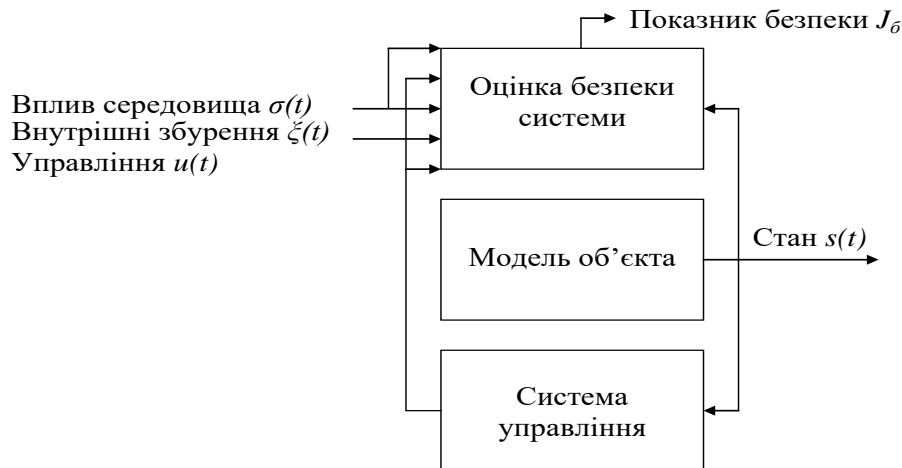 Показник безпеки Jб
Оцінка безпеки
системи
Вплив середовища σ(t)
Внутрішні збурення ξ(t)
Управління u(t)
Модель об’єкта
Стан s(t)
Система
управління